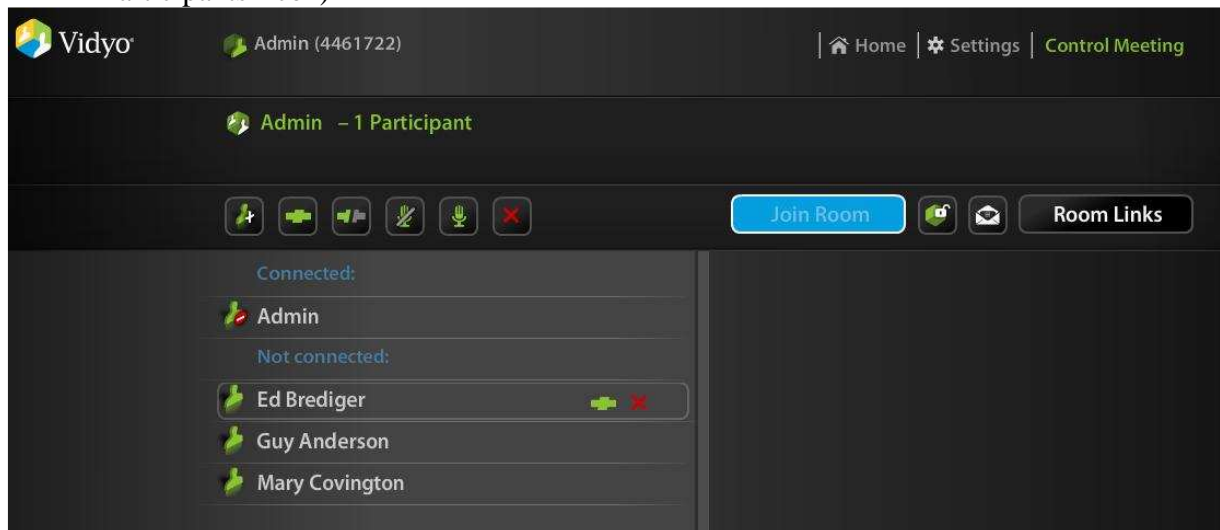 Vidyo
Admin (4461722)
Home
Settings
Control Meeting
Admin – 1 Participant
Join Room
Room Links
Connected:
Admin
Not connected:
Ed Brediger
Guy Anderson
Mary Covington